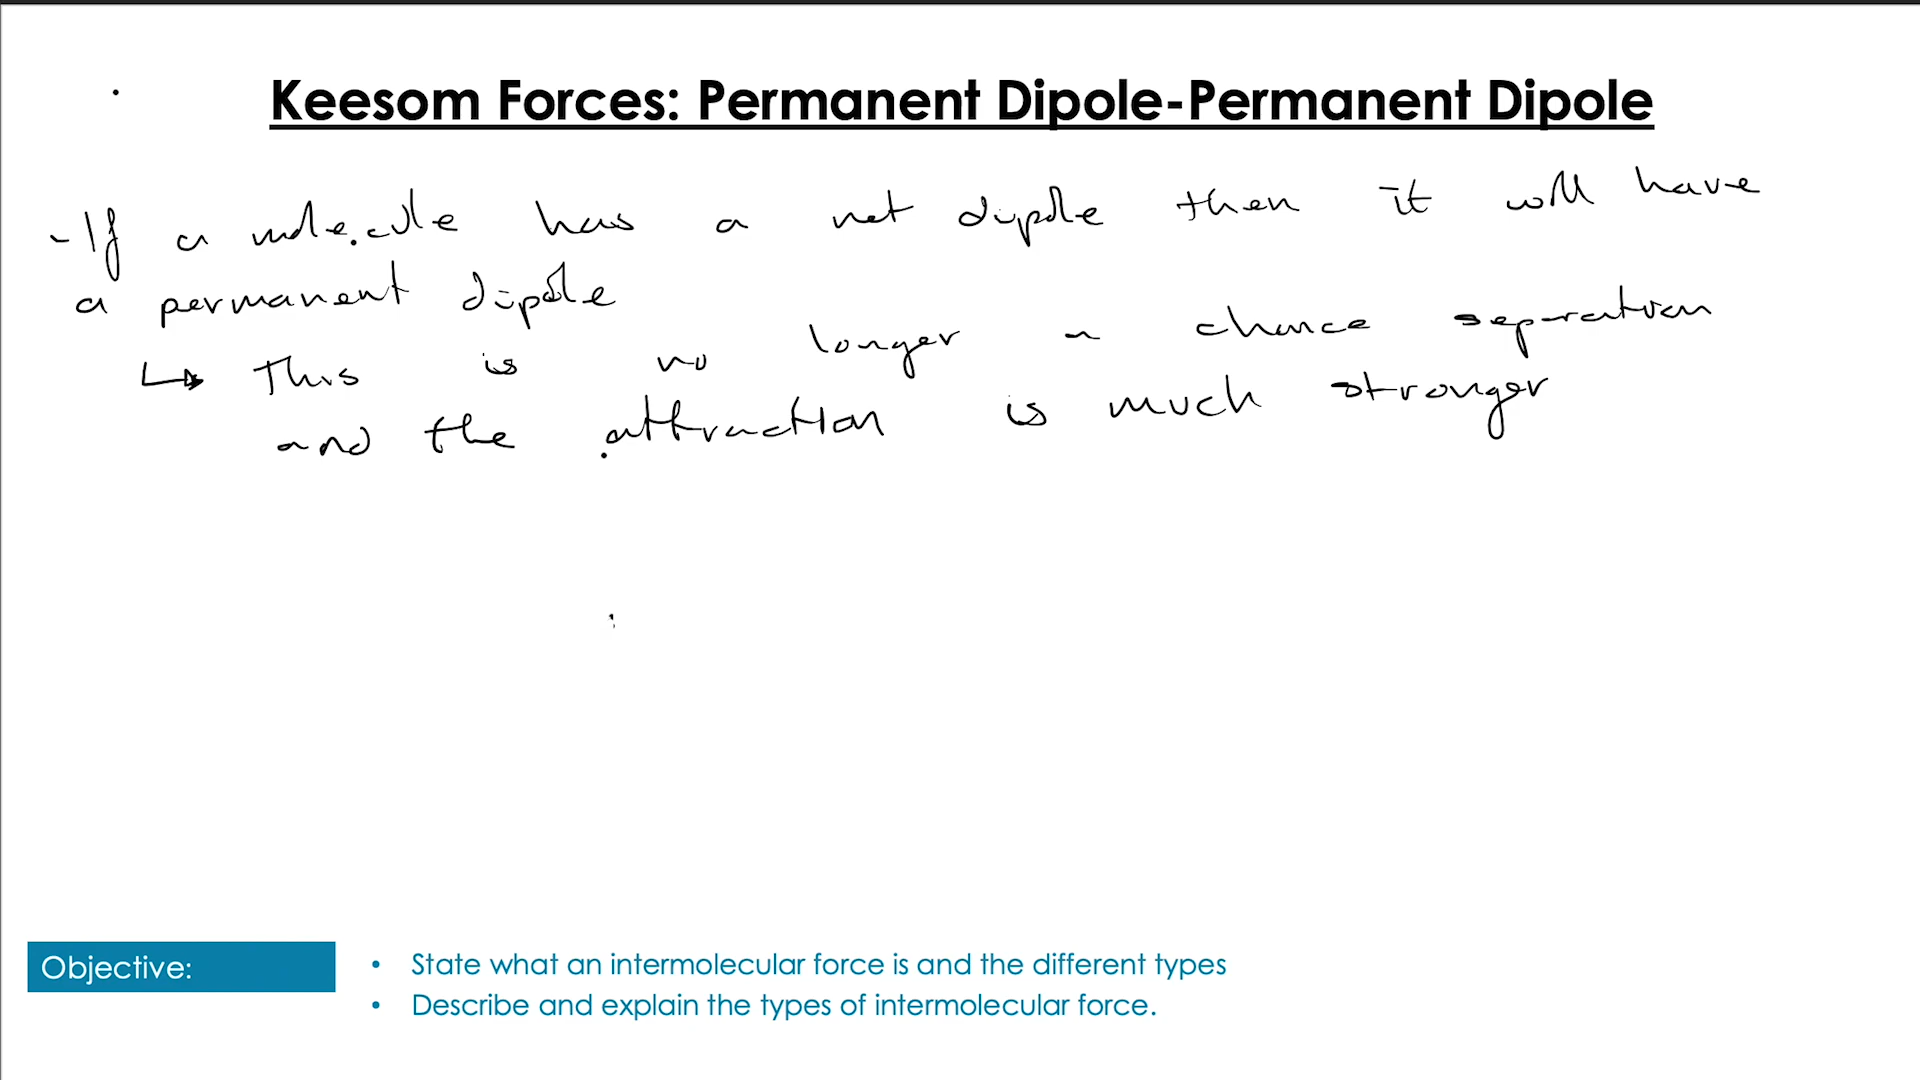 Keesom Forces: Permanent Dipole-Permanent Dipole
-If a molecule has a net dipole then it will have
a permanent dipole
↳ This is no longer a chance separation
and the attraction is much stronger
Objective:
• State what an intermolecular force is and the different types
• Describe and explain the types of intermolecular force.